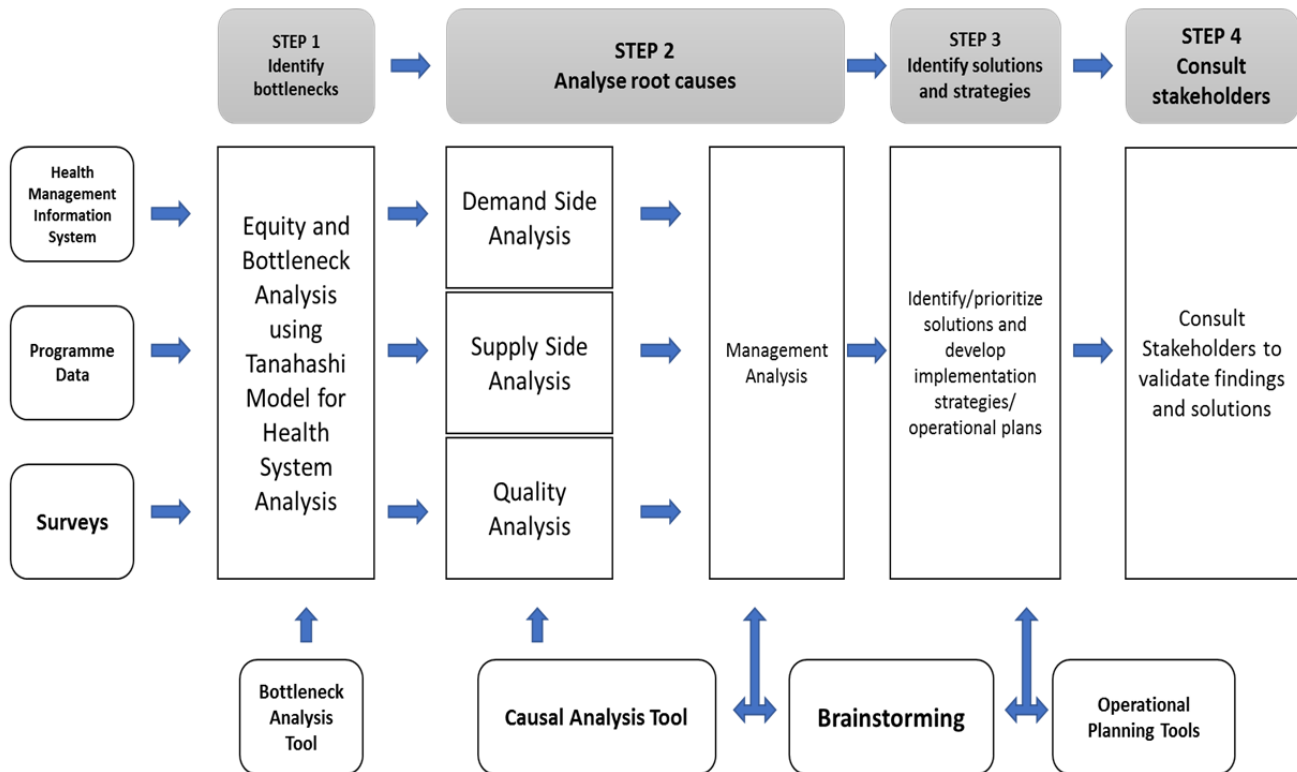 STEP 1
Identify
bottlenecks
STEP 2
Analyse root causes
STEP 3
Identify solutions
and strategies
STEP 4
Consult
stakeholders
Health
Management
Information
System
Programme
Data
Surveys
Equity and
Bottleneck
Analysis
using
Tanahashi
Model for
Health
System
Analysis
Demand Side
Analysis
Supply Side
Analysis
Quality
Analysis
Management
Analysis
Identify/prioritize
solutions and
develop
implementation
strategies/
operational plans
Consult
Stakeholders to
validate findings
and solutions
Bottleneck
Analysis
Tool
Causal Analysis Tool
Brainstorming
Operational
Planning Tools